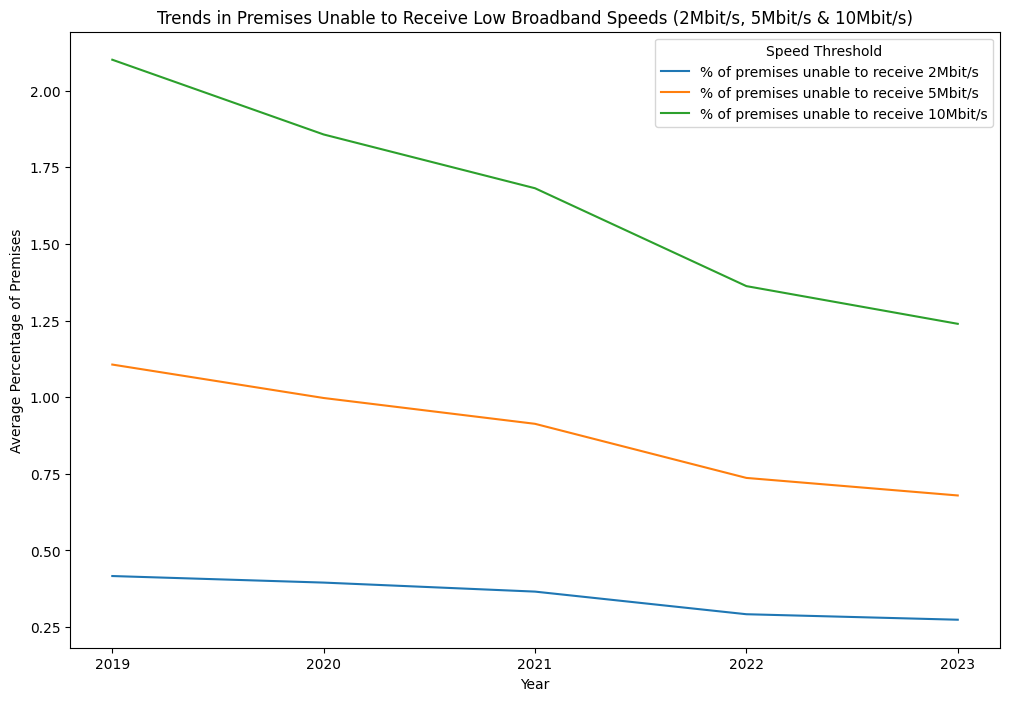 Trends in Premises Unable to Receive Low Broadband Speeds (2Mbit/s, 5Mbit/s & 10Mbit/s)
Speed Threshold
% of premises unable to receive 2Mbit/s
% of premises unable to receive 5Mbit/s
% of premises unable to receive 10Mbit/s
Average Percentage of Premises
2.00
1.75
1.50
1.25
1.00
0.75
0.50
0.25
2019 2020 2021 2022 2023
Year